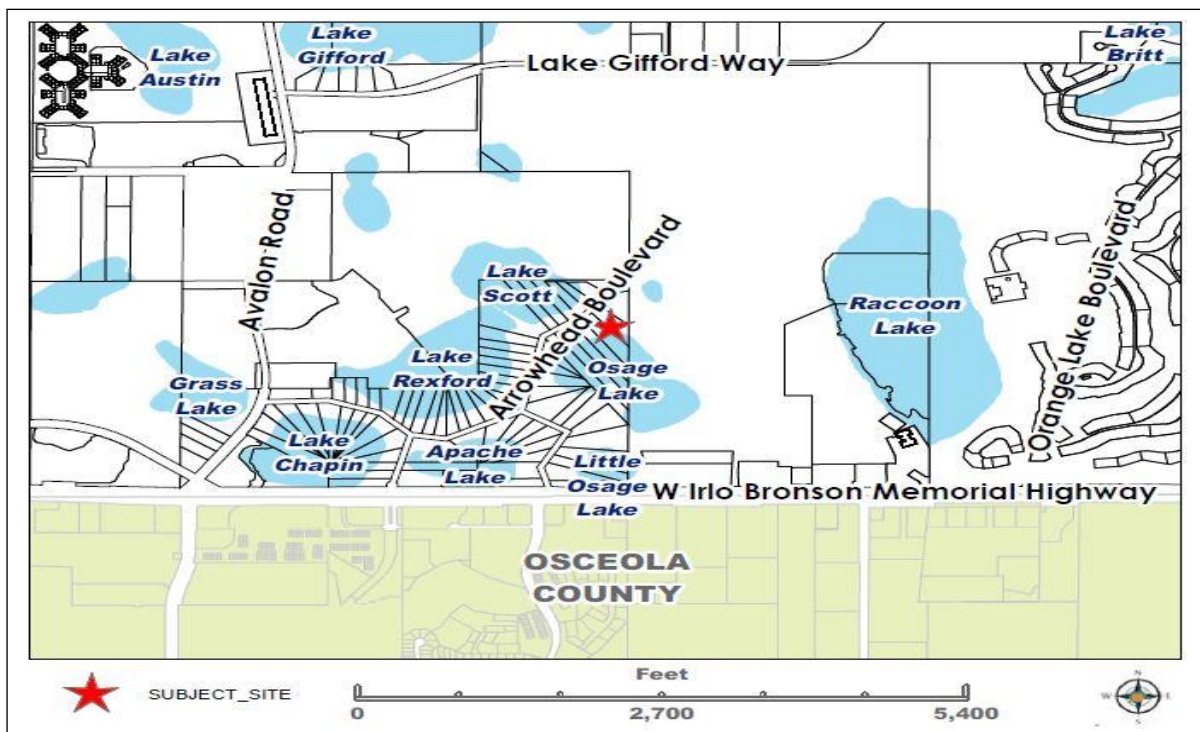 Lake
Austin
Lake
Gifford
Lake Gifford Way
Lake
Britt
Avalon Road
Lake
Scott
Arrowhead Boulevard
Raccoon
Lake
Orange Lake Boulevard
Grass
Lake
Lake
Rexford
Osage
Lake
Lake
Chapin
Apache
Lake
Little
Osage
Lake
W Irlo Bronson Memorial Highway
OSCEOLA
COUNTY
SUBJECT_SITE
Feet
0
2,700
5,400
N
W
E
S